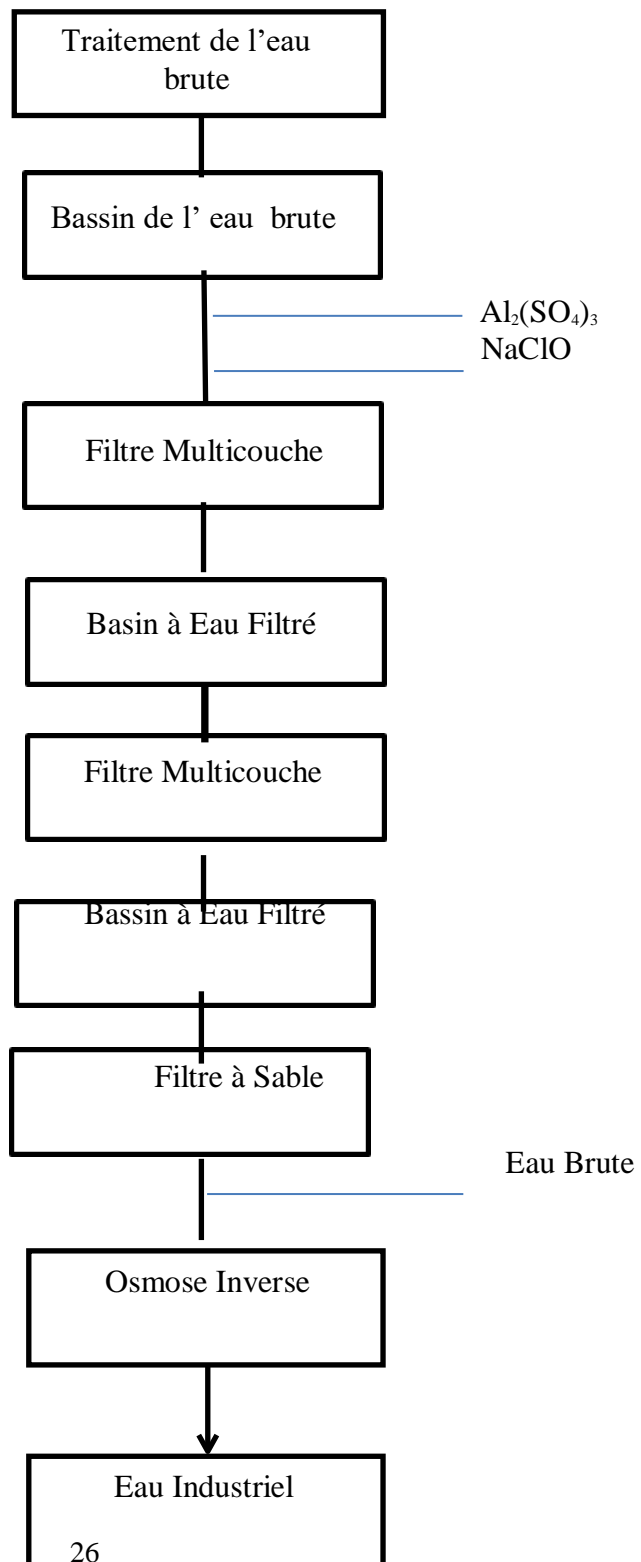 Traitement de l’eau
brute
Bassin de l’ eau brute
Al₂(SO₄)₃
NaClO
Filtre Multicouche
Basin à Eau Filtré
Filtre Multicouche
Bassin à Eau Filtré
Filtre à Sable
Eau Brute
Osmose Inverse
Eau Industriel
26